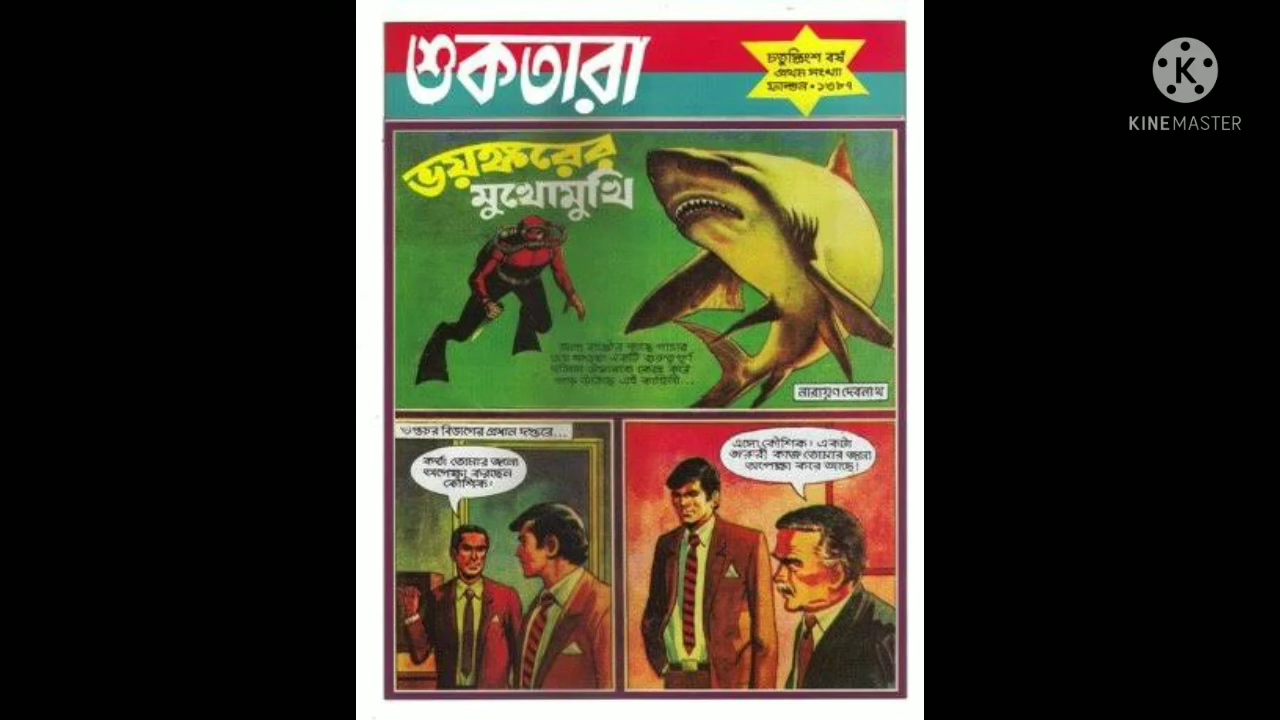 শুকতারা
চতুস্ত্রিংশ বর্ষ
প্রথম সংখ্যা
ফাল্গুন • ১৩৮৭
KINEMASTER
ভয়ঙ্করের
মুখোমুখি
নারায়ণ দেবনাথ
গুপ্তচর বিভাগের প্রধান দপ্তরে...
কর্তা তোমার জন্যে
অপেক্ষা করছেন
কৌশিক।
এসো কৌশিক। একটা
জরুরী কাজ তোমার জন্যে
অপেক্ষা করে আছে!